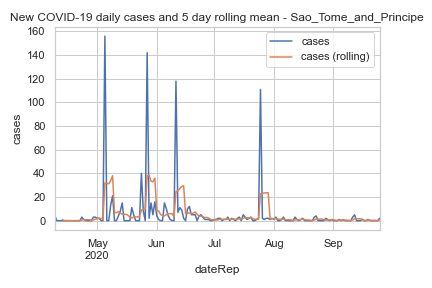 New COVID-19 daily cases and 5 day rolling mean - Sao_Tome_and_Principe
cases
cases (rolling)
160
140
120
100
80
60
40
20
0
cases
May Jun Jul Aug Sep
2020
dateRep